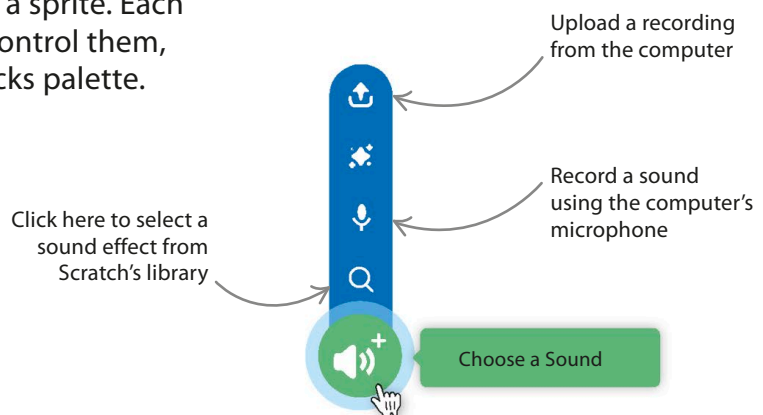 a sprite. Each
ontrol them,
cks palette.
Upload a recording
from the computer
Record a sound
using the computer's
microphone
Click here to select a
sound effect from
Scratch's library
Choose a Sound